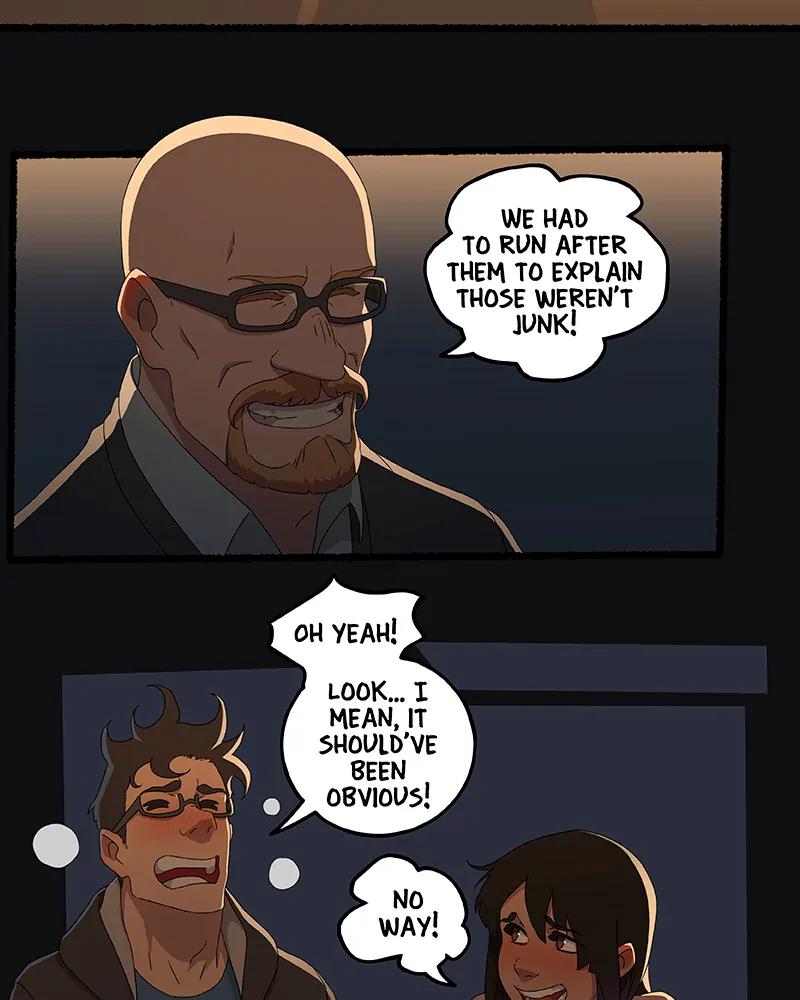 WE HAD
TO RUN AFTER
THEM TO EXPLAIN
THOSE WEREN'T
JUNK!
OH YEAH!
LOOK... I
MEAN, IT
SHOULD'VE
BEEN
OBVIOUS!
NO
WAY!